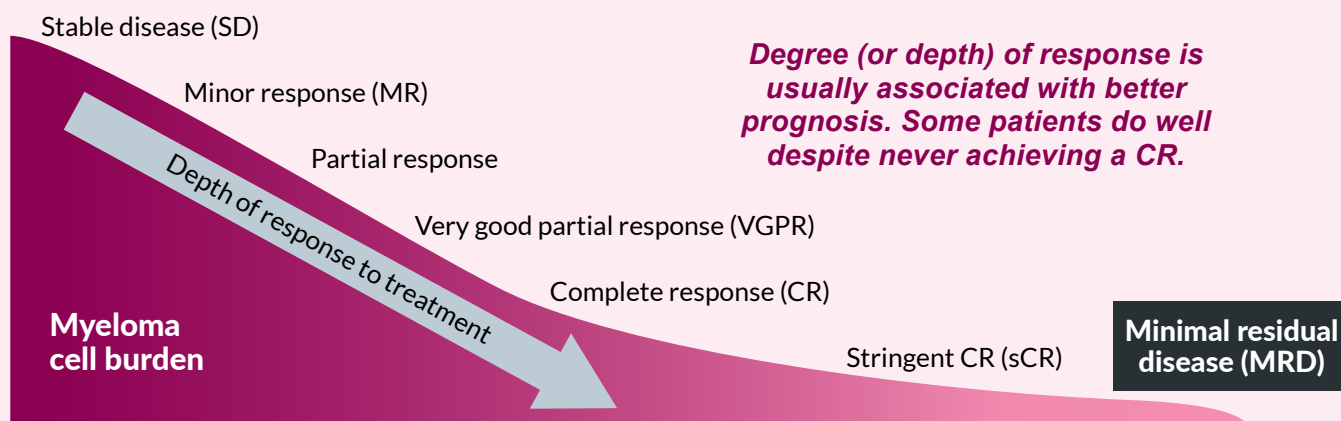 Stable disease (SD)
Degree (or depth) of response is
usually associated with better
prognosis. Some patients do well
despite never achieving a CR.
Minor response (MR)
Partial response
Depth of response to treatment
Very good partial response (VGPR)
Complete response (CR)
Myeloma
cell burden
Stringent CR (sCR)
Minimal residual
disease (MRD)